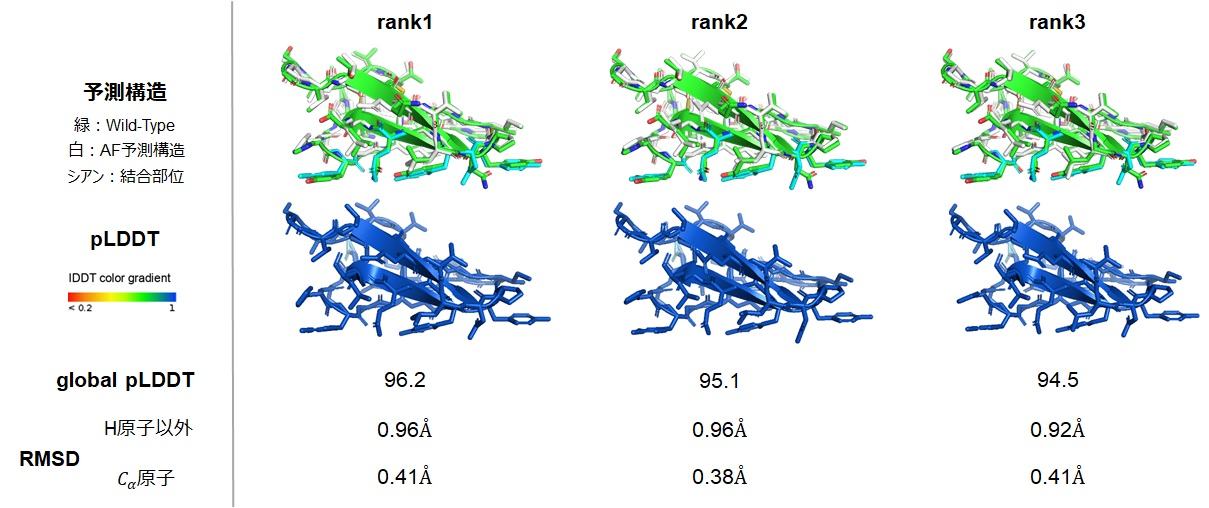 rank1 rank2 rank3
予測構造
緑：Wild-Type
白：AF予測構造
シアン：結合部位
pLDDT
lDDT color gradient
< 0.2 1
global pLDDT 96.2 95.1 94.5
H原子以外 0.96Å 0.96Å 0.92Å
RMSD
Cα原子 0.41Å 0.38Å 0.41Å